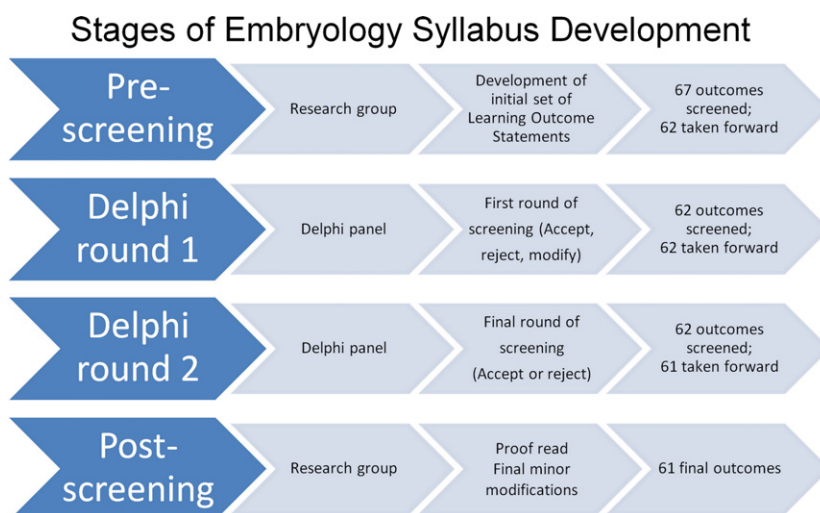 Stages of Embryology Syllabus Development
Pre-
screening
Research group
Development of
initial set of
Learning Outcome
Statements
67 outcomes
screened;
62 taken forward
Delphi
round 1
Delphi panel
First round of
screening (Accept,
reject, modify)
62 outcomes
screened;
62 taken forward
Delphi
round 2
Delphi panel
Final round of
screening
(Accept or reject)
62 outcomes
screened;
61 taken forward
Post-
screening
Research group
Proof read
Final minor
modifications
61 final outcomes